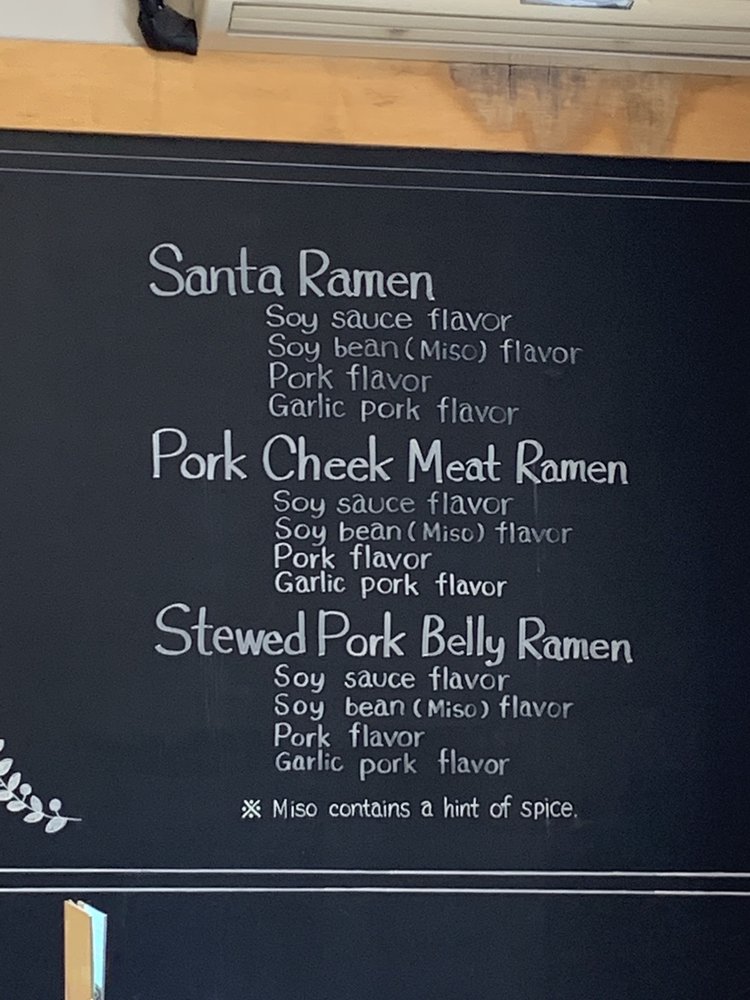 Santa Ramen
Soy sauce flavor
Soy bean (Miso) flavor
Pork flavor
Garlic pork flavor
Pork Cheek Meat Ramen
Soy sauce flavor
Soy bean (Miso) flavor
Pork flavor
Garlic pork flavor
Stewed Pork Belly Ramen
Soy sauce flavor
Soy bean (Miso) flavor
Pork flavor
Garlic pork flavor
※ Miso contains a hint of spice.